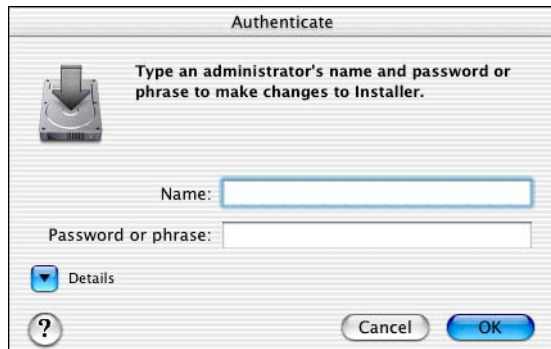 Authenticate
Type an administrator's name and password or
phrase to make changes to Installer.
Name:
Password or phrase:
Details
?
Cancel
OK